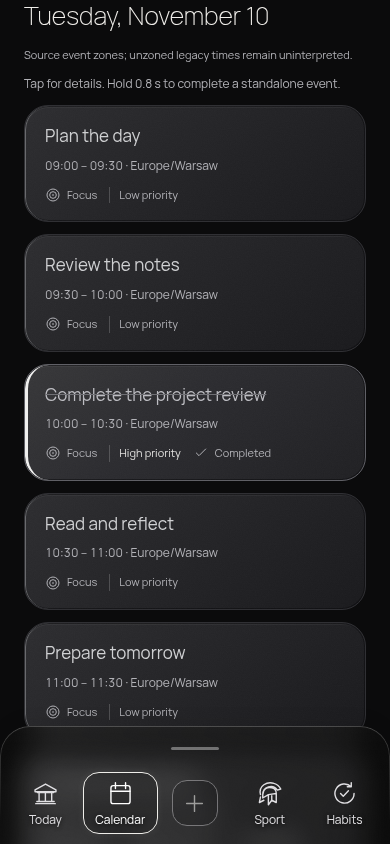 Tuesday, November 10
Source event zones; unzoned legacy times remain uninterpreted.
Tap for details. Hold 0.8 s to complete a standalone event.
Plan the day
09:00 – 09:30 · Europe/Warsaw
Focus Low priority
Review the notes
09:30 – 10:00 · Europe/Warsaw
Focus Low priority
Complete the project review
10:00 – 10:30 · Europe/Warsaw
Focus High priority Completed
Read and reflect
10:30 – 11:00 · Europe/Warsaw
Focus Low priority
Prepare tomorrow
11:00 – 11:30 · Europe/Warsaw
Focus Low priority
Today Calendar Sport Habits